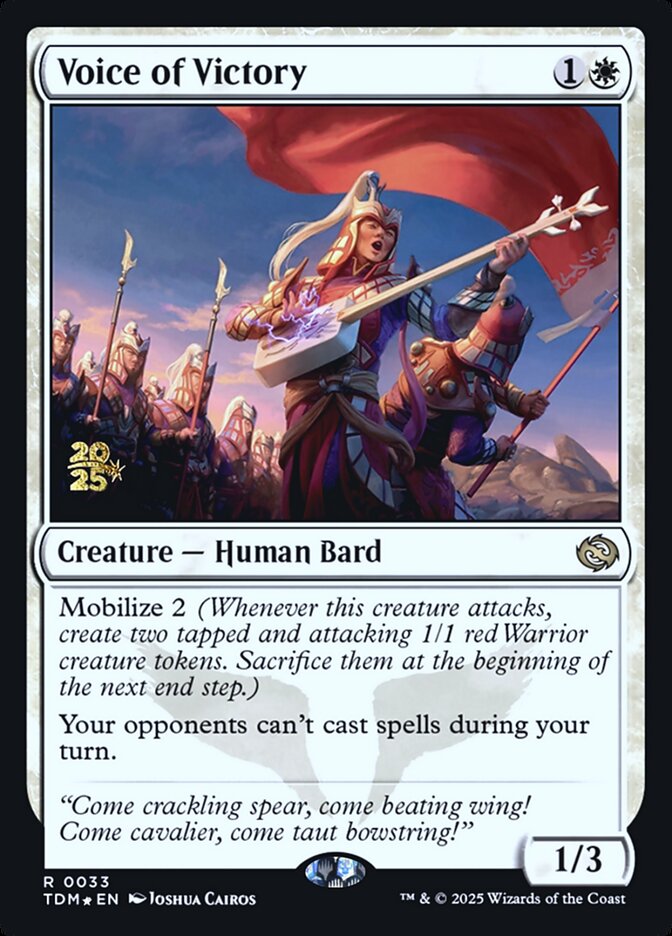 Voice of Victory 1
20
25
Creature — Human Bard
Mobilize 2 (Whenever this creature attacks,
create two tapped and attacking 1/1 red Warrior
creature tokens. Sacrifice them at the beginning of
the next end step.)
Your opponents can't cast spells during your
turn.
“Come crackling spear, come beating wing!
Come cavalier, come taut bowstring!”
1/3
R 0033
TDM★EN Joshua Cairos
™ & © 2025 Wizards of the Coast